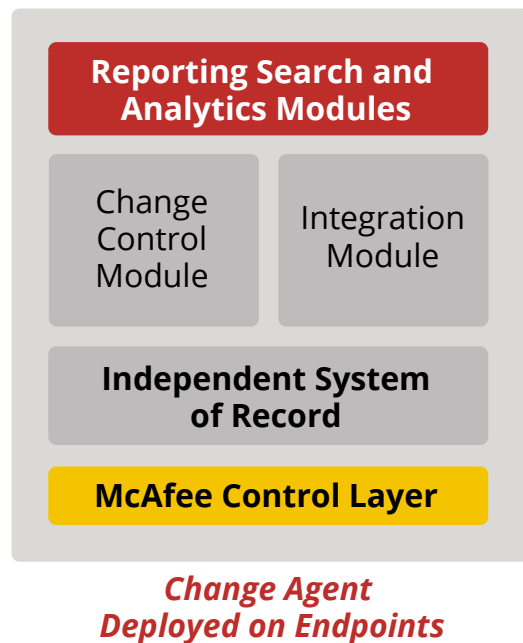 Reporting Search and
Analytics Modules
Change
Control
Module
Integration
Module
Independent System
of Record
McAfee Control Layer
Change Agent
Deployed on Endpoints